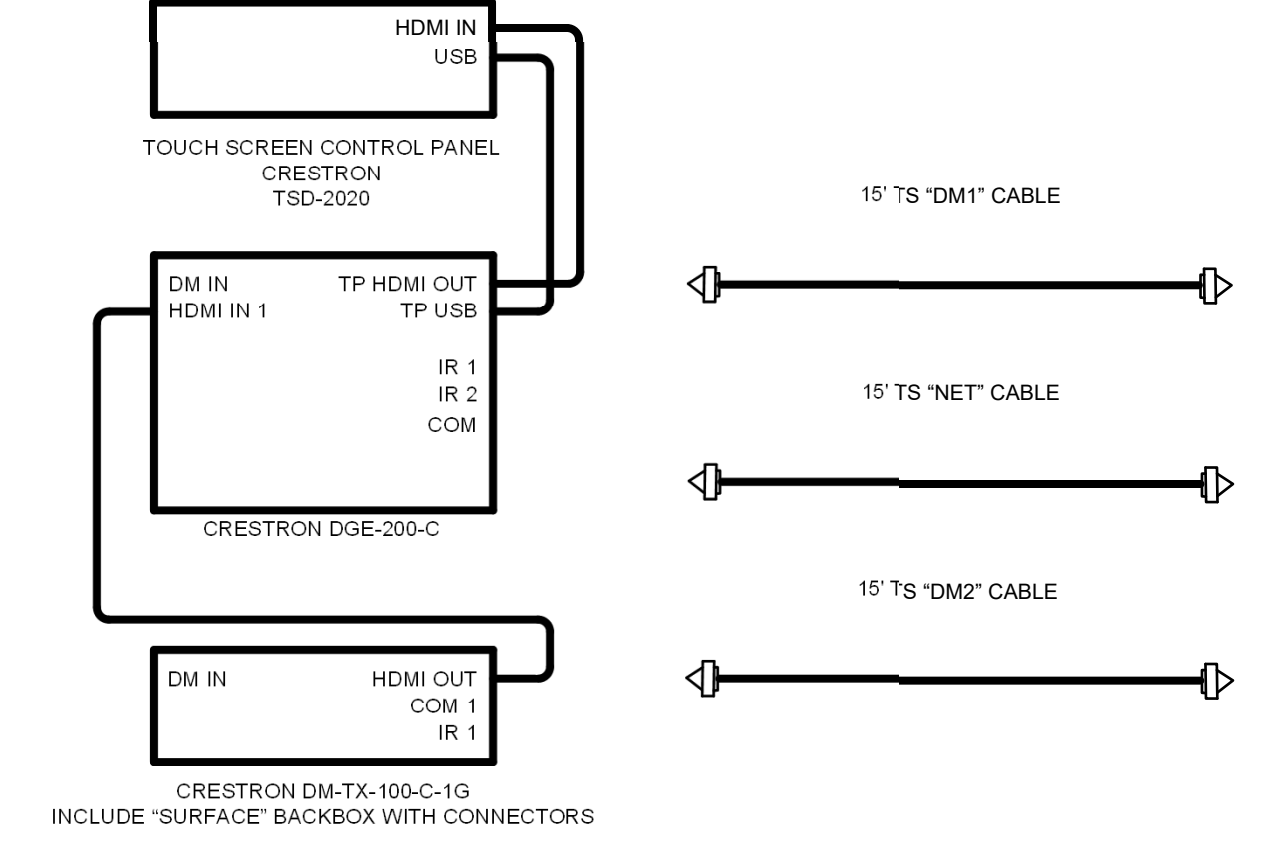 HDMI IN
USB
TOUCH SCREEN CONTROL PANEL
CRESTRON
TSD-2020
DM IN
HDMI IN 1
TP HDMI OUT
TP USB
IR 1
IR 2
COM
CRESTRON DGE-200-C
DM IN
HDMI OUT
COM 1
IR 1
CRESTRON DM-TX-100-C-1G
INCLUDE “SURFACE” BACKBOX WITH CONNECTORS
15' TS “DM1” CABLE
15' TS “NET” CABLE
15' TS “DM2” CABLE